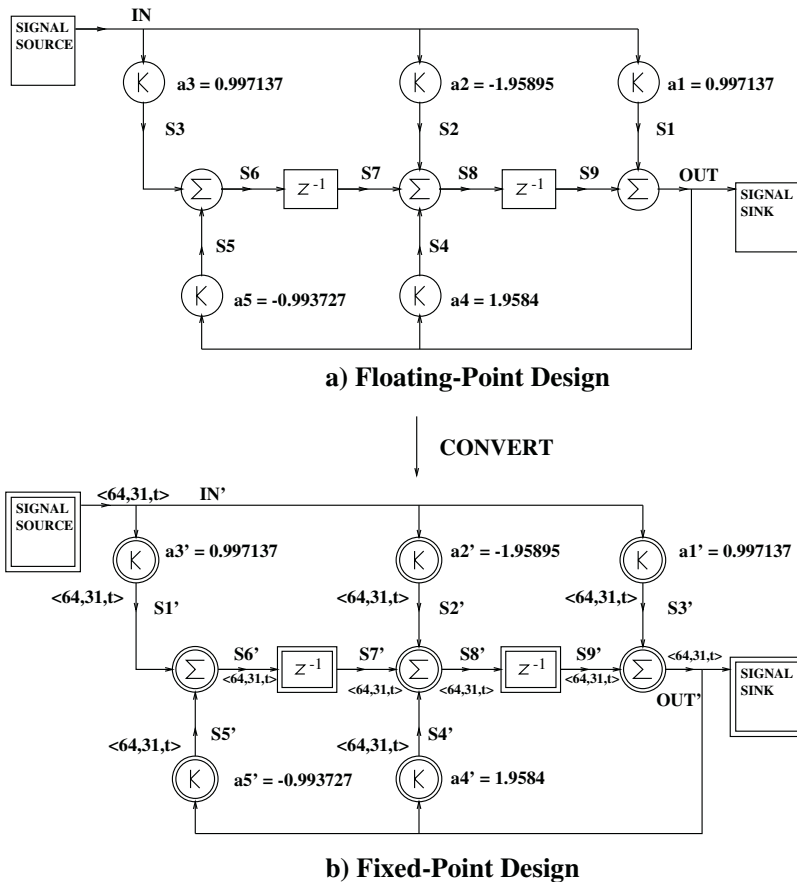 IN
SIGNAL
SOURCE
K
a3 = 0.997137
K
a2 = -1.95895
K
a1 = 0.997137
S3
S2
S1
Σ
S6
z⁻¹
S7
Σ
S8
z⁻¹
S9
Σ
OUT
SIGNAL
SINK
S5
S4
K
a5 = -0.993727
K
a4 = 1.9584
a) Floating-Point Design
CONVERT
<64,31,t>
IN'
SIGNAL
SOURCE
K
a3' = 0.997137
K
a2' = -1.95895
K
a1' = 0.997137
<64,31,t>
S1'
<64,31,t>
S2'
<64,31,t>
S3'
Σ
S6'
<64,31,t>
z⁻¹
S7'
<64,31,t>
Σ
S8'
<64,31,t>
z⁻¹
S9'
<64,31,t>
Σ
<64,31,t>
OUT'
SIGNAL
SINK
S5'
<64,31,t>
S4'
<64,31,t>
K
a5' = -0.993727
K
a4' = 1.9584
b) Fixed-Point Design